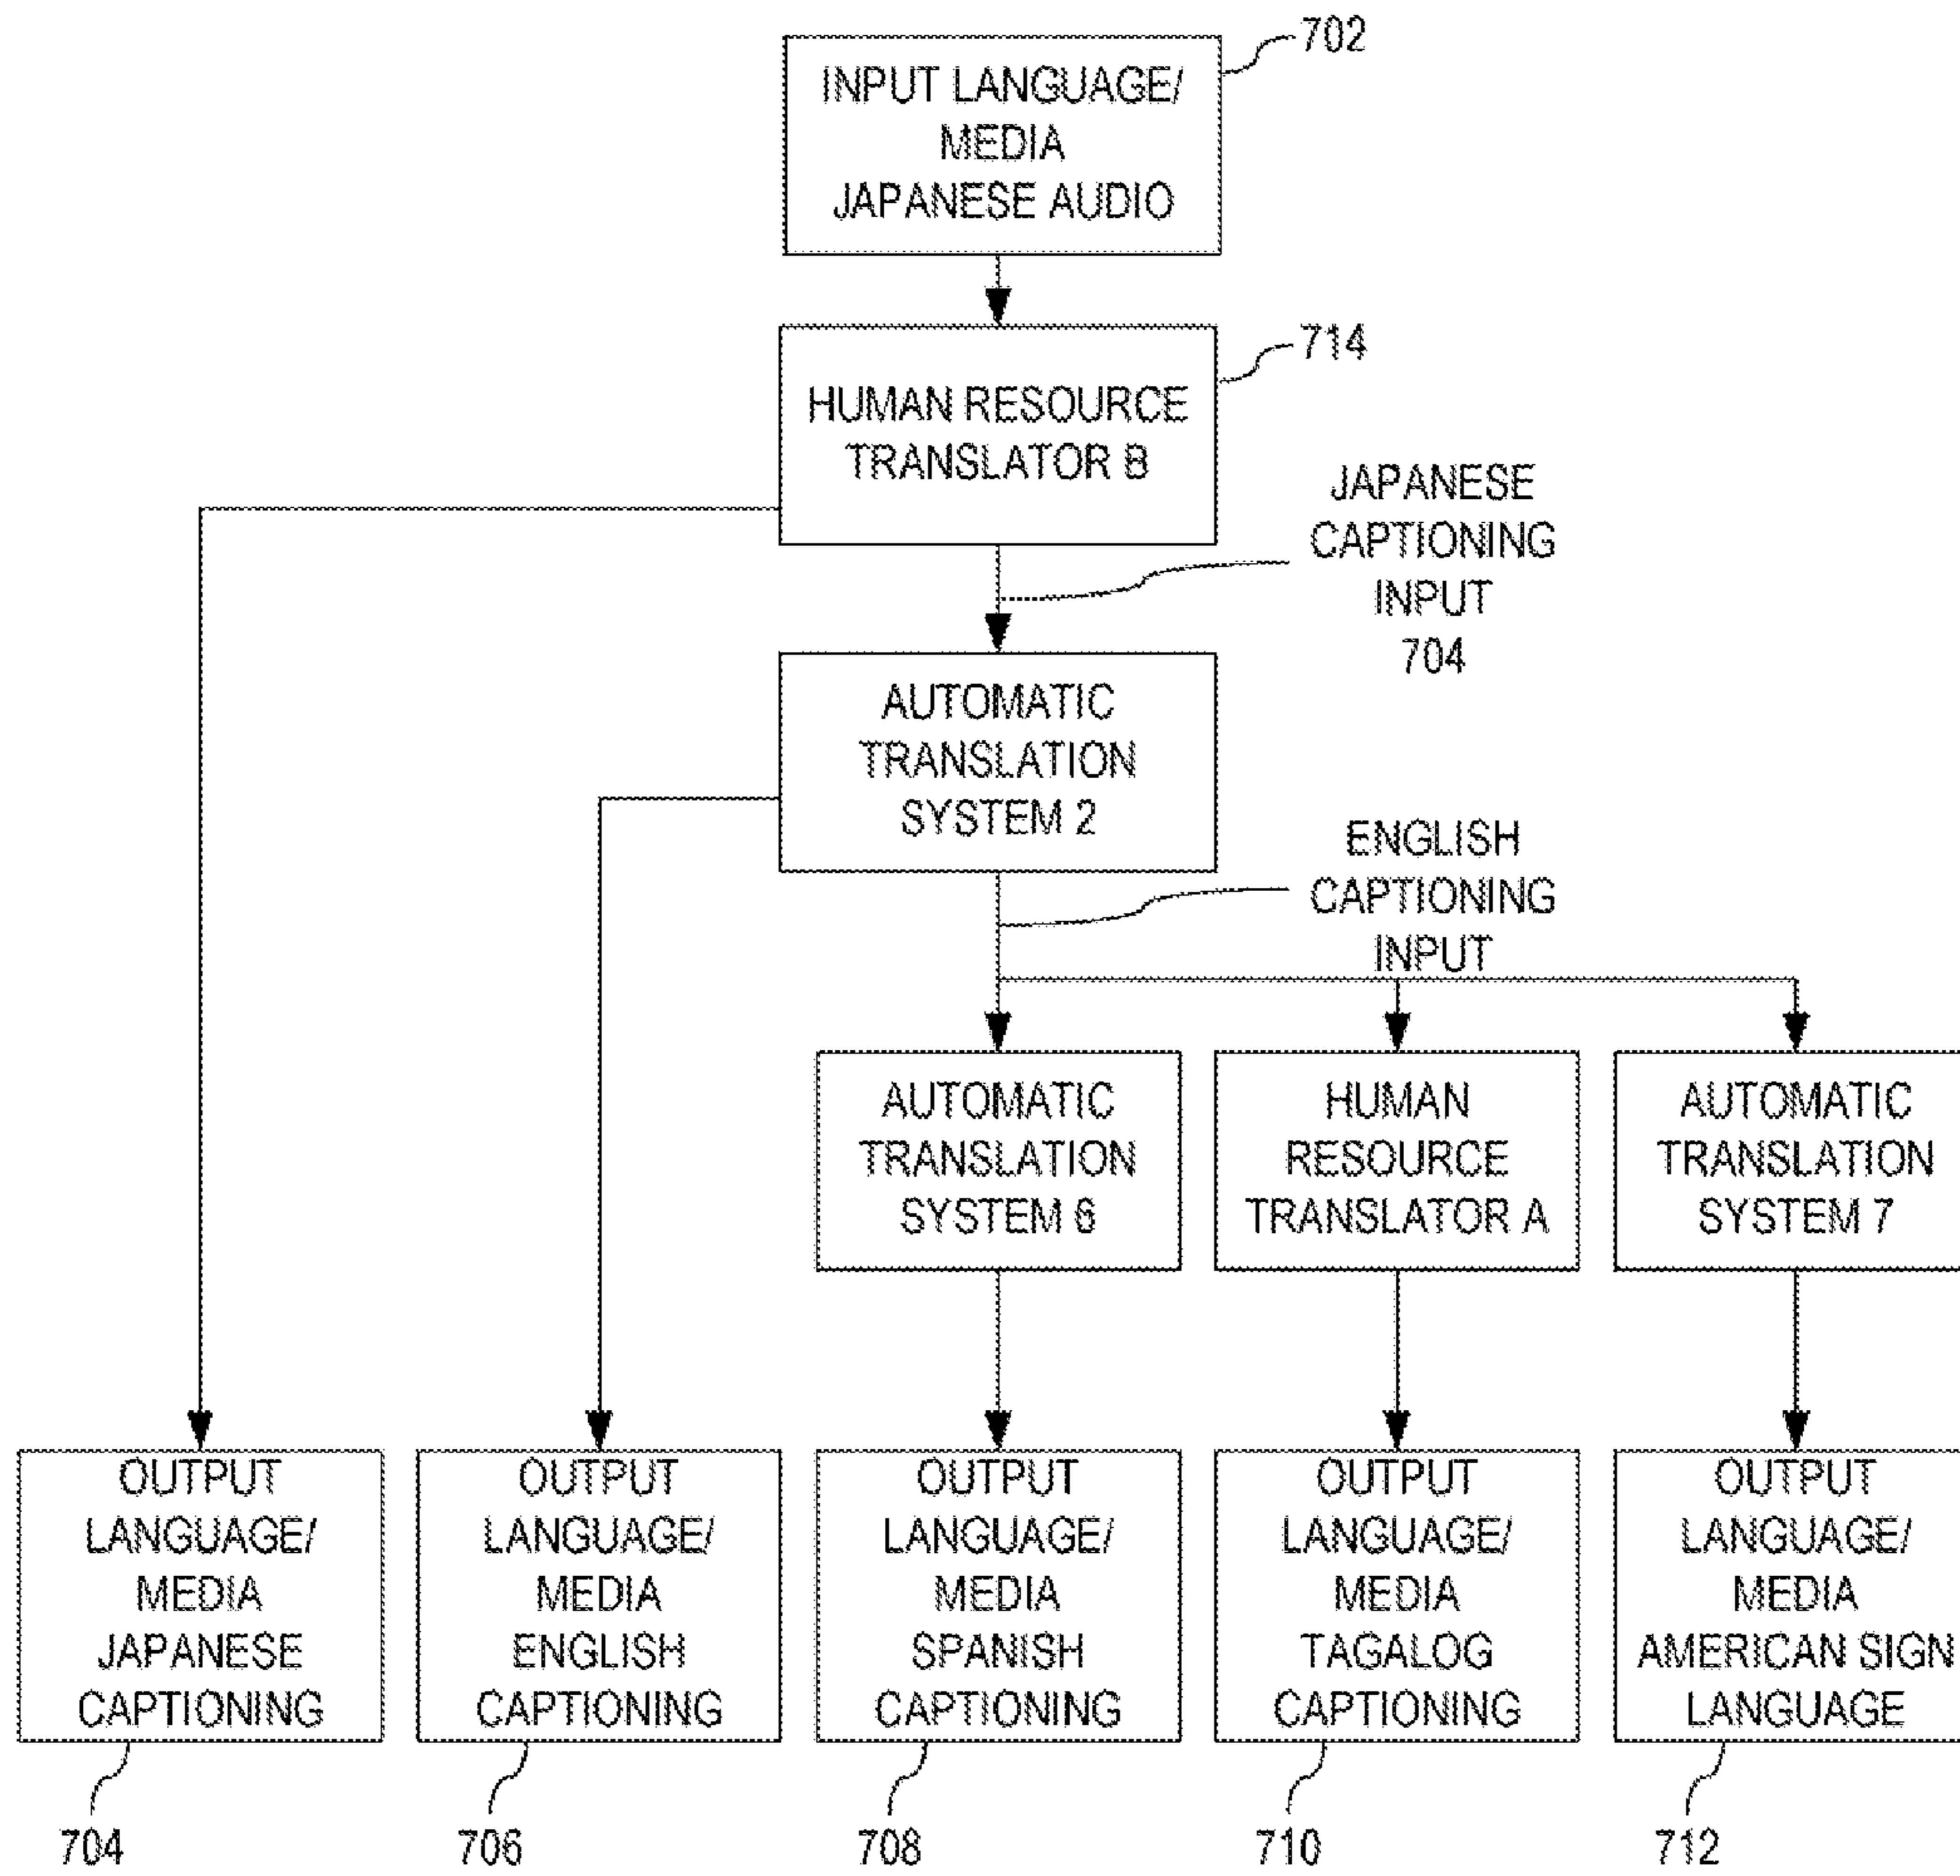 702
INPUT LANGUAGE/
MEDIA
JAPANESE AUDIO
714
HUMAN RESOURCE
TRANSLATOR B
JAPANESE
CAPTIONING
INPUT
704
AUTOMATIC
TRANSLATION
SYSTEM 2
ENGLISH
CAPTIONING
INPUT
AUTOMATIC
TRANSLATION
SYSTEM 6
HUMAN
RESOURCE
TRANSLATOR A
AUTOMATIC
TRANSLATION
SYSTEM 7
OUTPUT
LANGUAGE/
MEDIA
JAPANESE
CAPTIONING
OUTPUT
LANGUAGE/
MEDIA
ENGLISH
CAPTIONING
OUTPUT
LANGUAGE/
MEDIA
SPANISH
CAPTIONING
OUTPUT
LANGUAGE/
MEDIA
TAGALOG
CAPTIONING
OUTPUT
LANGUAGE/
MEDIA
AMERICAN SIGN
LANGUAGE
704
706
708
710
712